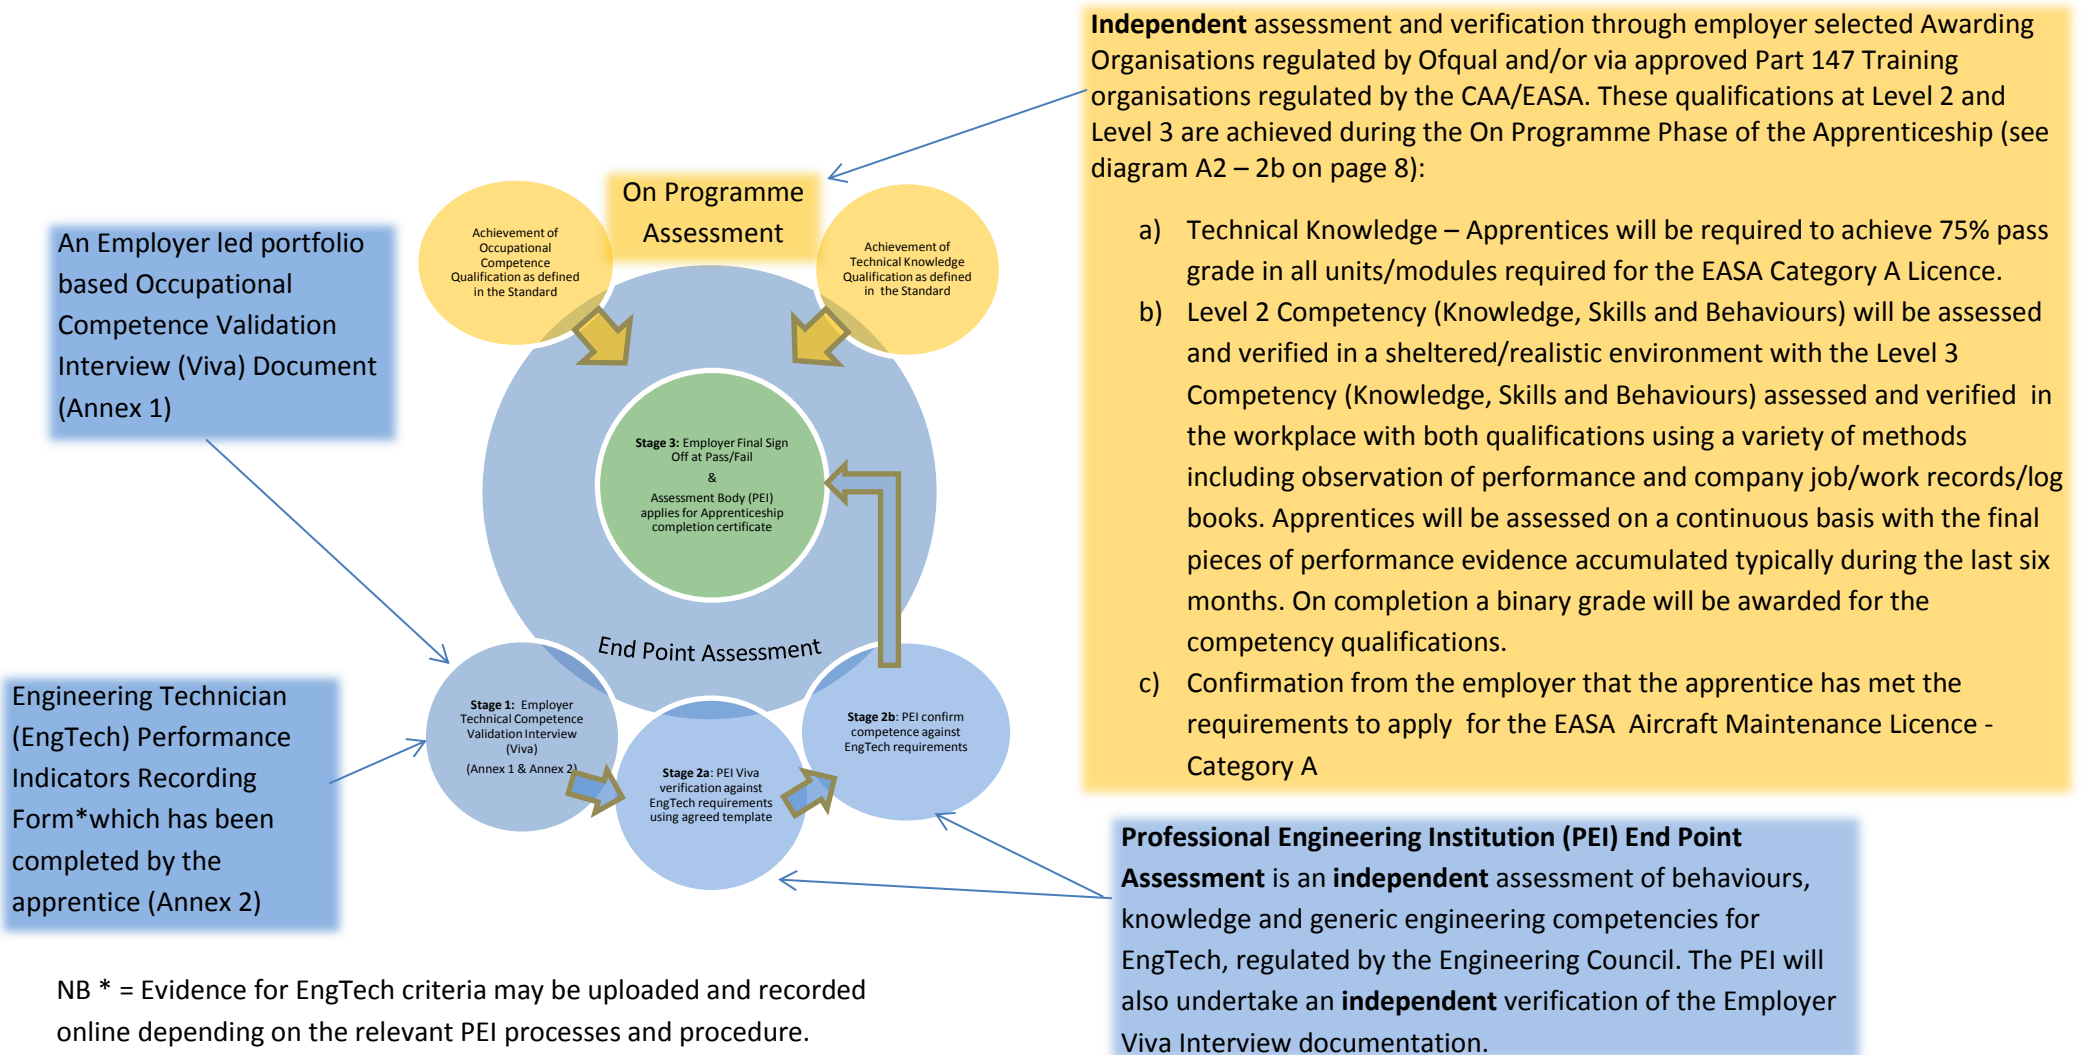 Independent assessment and verification through employer selected Awarding
Organisations regulated by Ofqual and/or via approved Part 147 Training
organisations regulated by the CAA/EASA. These qualifications at Level 2 and
Level 3 are achieved during the On Programme Phase of the Apprenticeship (see
diagram A2 – 2b on page 8):
a) Technical Knowledge – Apprentices will be required to achieve 75% pass
grade in all units/modules required for the EASA Category A Licence.
b) Level 2 Competency (Knowledge, Skills and Behaviours) will be assessed
and verified in a sheltered/realistic environment with the Level 3
Competency (Knowledge, Skills and Behaviours) assessed and verified in
the workplace with both qualifications using a variety of methods
including observation of performance and company job/work records/log
books. Apprentices will be assessed on a continuous basis with the final
pieces of performance evidence accumulated typically during the last six
months. On completion a binary grade will be awarded for the
competency qualifications.
c) Confirmation from the employer that the apprentice has met the
requirements to apply for the EASA Aircraft Maintenance Licence -
Category A
On Programme
Assessment
Achievement of
Occupational
Competence
Qualification as defined
in the Standard
Achievement of
Technical Knowledge
Qualification as defined
in the Standard
An Employer led portfolio
based Occupational
Competence Validation
Interview (Viva) Document
(Annex 1)
Stage 3: Employer Final Sign
Off at Pass/Fail
&
Assessment Body (PEI)
applies for Apprenticeship
completion certificate
End Point Assessment
Engineering Technician
(EngTech) Performance
Indicators Recording
Form*which has been
completed by the
apprentice (Annex 2)
Stage 1: Employer
Technical Competence
Validation Interview
(Viva)
(Annex 1 & Annex 2)
Stage 2a: PEI Viva
verification against
EngTech requirements
using agreed template
Stage 2b: PEI confirm
competence against
EngTech requirements
Professional Engineering Institution (PEI) End Point
Assessment is an independent assessment of behaviours,
knowledge and generic engineering competencies for
EngTech, regulated by the Engineering Council. The PEI will
also undertake an independent verification of the Employer
Viva Interview documentation.
NB * = Evidence for EngTech criteria may be uploaded and recorded
online depending on the relevant PEI processes and procedure.